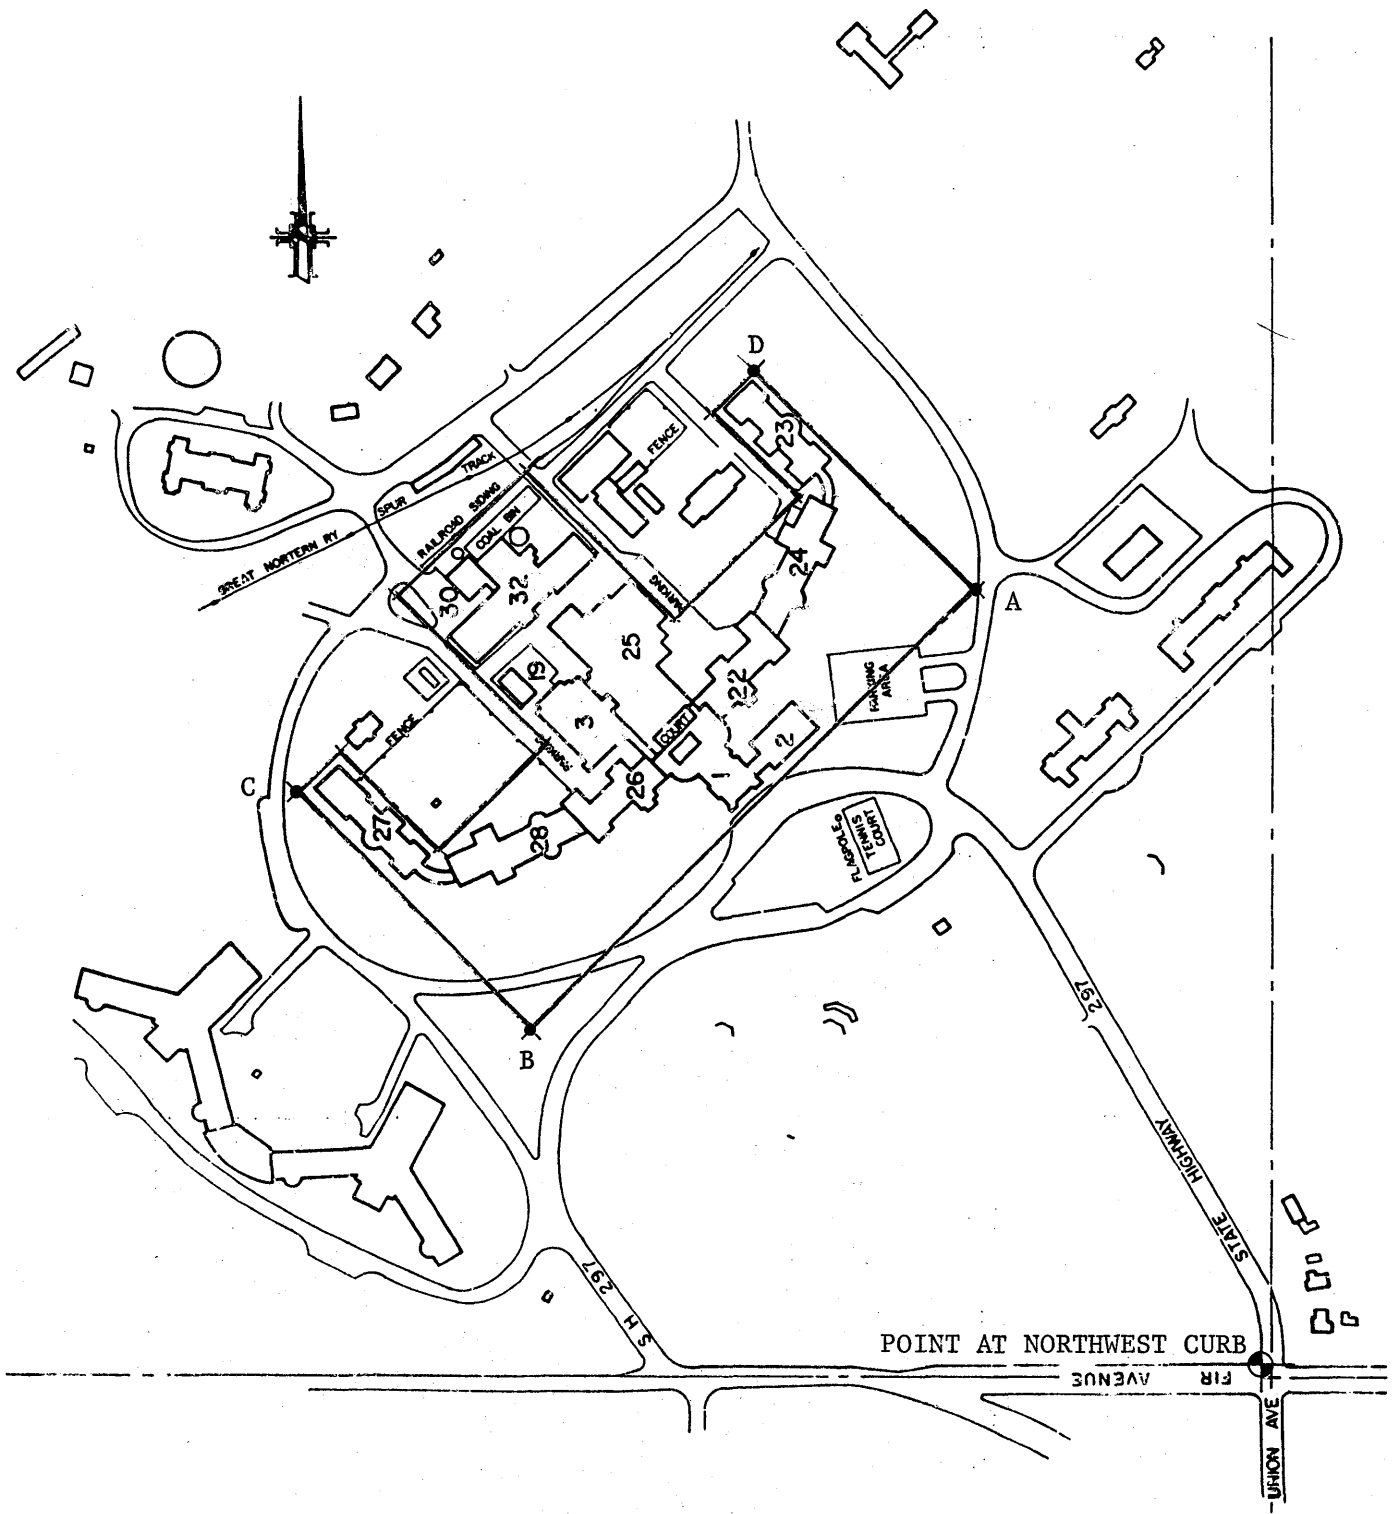 D
23
FENCE
TRACK
SPUR
RAILROAD SIDING
COAL BIN
GREAT NORTERN RY
24
30
32
PARKING
A
25
19
22
PARKING
AREA
FENCE
3
COURT
2
PARKING
C
1
26
27
28
FLAGPOLE
TENNIS
COURT
297
B
STATE HIGHWAY
S H 297
POINT AT NORTHWEST CURB
FIR AVENUE
UNION AVE